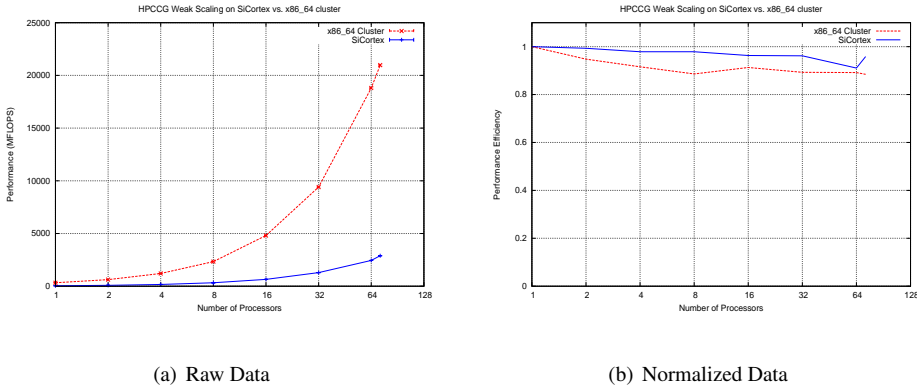 HPCCG Weak Scaling on SiCortex vs. x86_64 cluster
25000
20000
15000
10000
5000
0
Performance (MFLOPS)
x86_64 Cluster
SiCortex
1 2 4 8 16 32 64 128
Number of Processors
(a) Raw Data
HPCCG Weak Scaling on SiCortex vs. x86_64 cluster
1
0.8
0.6
0.4
0.2
0
Performance Efficiency
x86_64 Cluster
SiCortex
1 2 4 8 16 32 64 128
Number of Processors
(b) Normalized Data